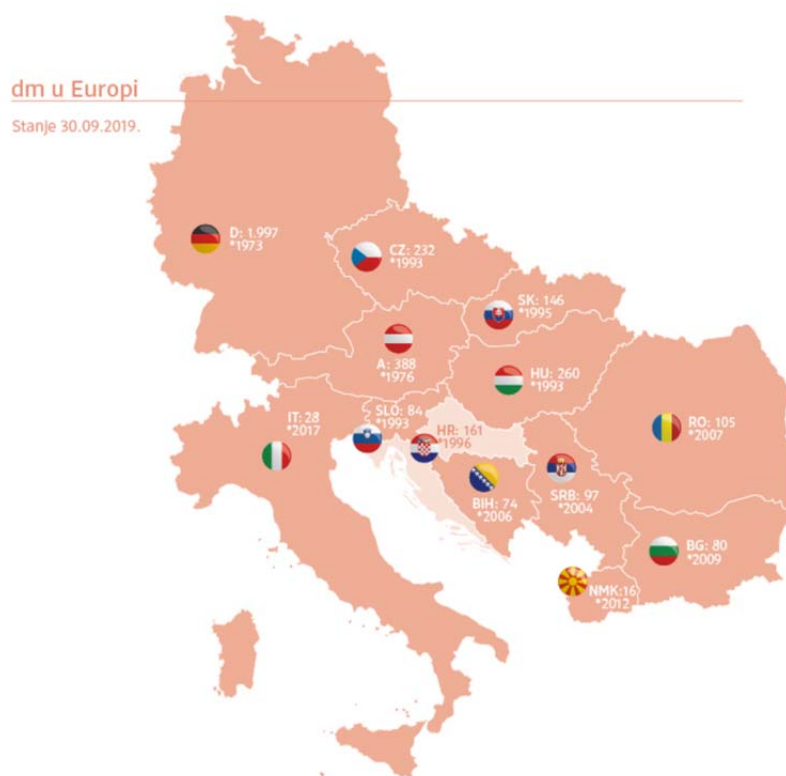 dm u Europi
Stanje 30.09.2019.
D: 1.997
*1973
CZ: 232
*1993
SK: 146
*1995
A: 388
*1976
HU: 260
*1993
IT: 28
*2017
SLO: 84
*1993
HR: 161
*1996
RO: 105
*2007
BIH: 74
*2006
SRB: 97
*2004
BG: 80
*2009
NMK:16
*2012